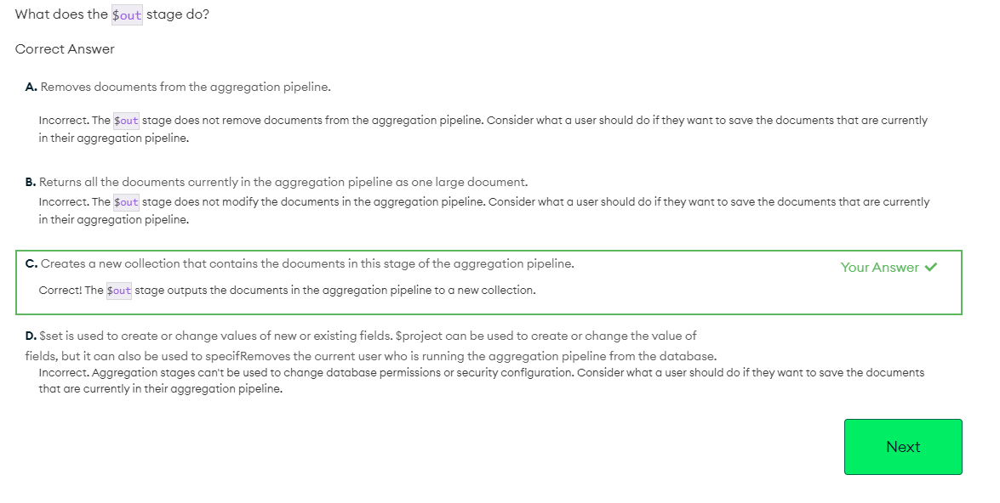 What does the $out stage do?
Correct Answer
A. Removes documents from the aggregation pipeline.
Incorrect. The $out stage does not remove documents from the aggregation pipeline. Consider what a user should do if they want to save the documents that are currently
in their aggregation pipeline.
B. Returns all the documents currently in the aggregation pipeline as one large document.
Incorrect. The $out stage does not modify the documents in the aggregation pipeline. Consider what a user should do if they want to save the documents that are currently
in their aggregation pipeline.
C. Creates a new collection that contains the documents in this stage of the aggregation pipeline.
Your Answer
Correct! The $out stage outputs the documents in the aggregation pipeline to a new collection.
D. $set is used to create or change values of new or existing fields. $project can be used to create or change the value of
fields, but it can also be used to specifRemoves the current user who is running the aggregation pipeline from the database.
Incorrect. Aggregation stages can't be used to change database permissions or security configuration. Consider what a user should do if they want to save the documents
that are currently in their aggregation pipeline.
Next